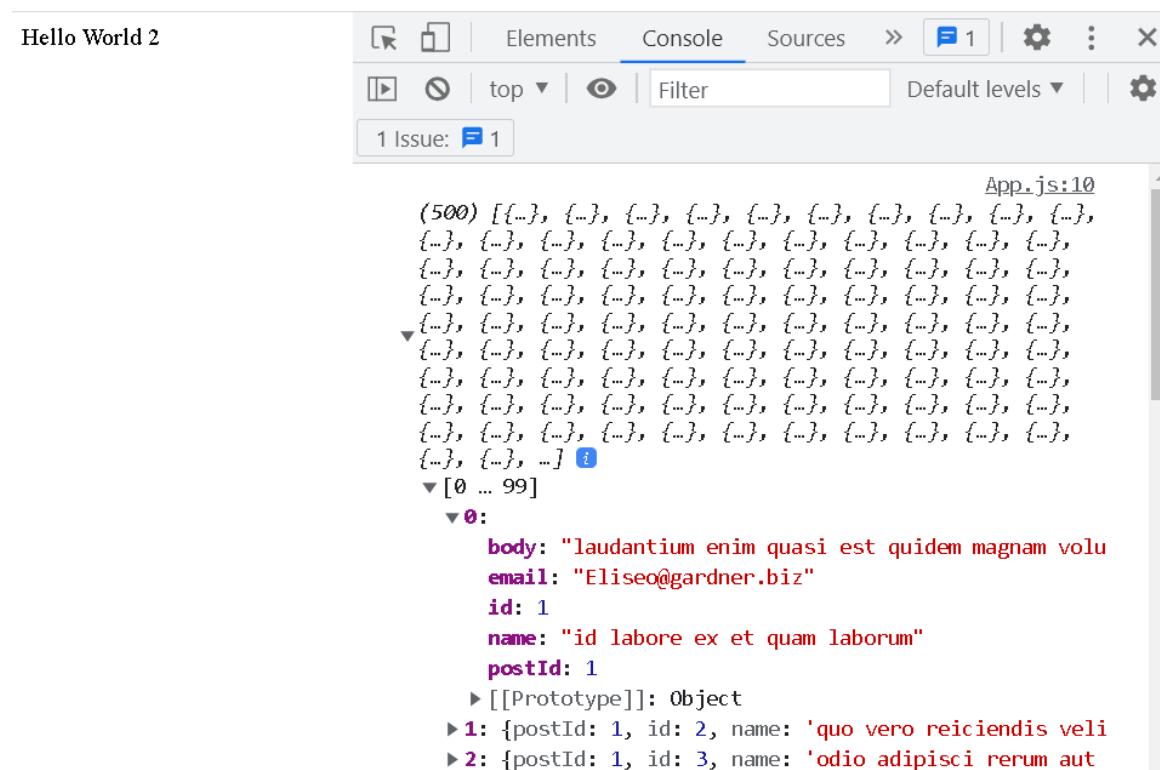 Hello World 2
Elements Console Sources » 1
top ▼ Filter Default levels ▼
1 Issue: 1
App.js:10
(500) [{…}, {…}, {…}, {…}, {…}, {…}, {…}, {…}, {…}, {…},
{…}, {…}, {…}, {…}, {…}, {…}, {…}, {…}, {…}, {…}, {…},
{…}, {…}, {…}, {…}, {…}, {…}, {…}, {…}, {…}, {…}, {…},
{…}, {…}, {…}, {…}, {…}, {…}, {…}, {…}, {…}, {…}, {…},
{…}, {…}, {…}, {…}, {…}, {…}, {…}, {…}, {…}, {…}, {…},
{…}, {…}, {…}, {…}, {…}, {…}, {…}, {…}, {…}, {…}, {…},
{…}, {…}, {…}, {…}, {…}, {…}, {…}, {…}, {…}, {…}, {…},
{…}, {…}, {…}, {…}, {…}, {…}, {…}, {…}, {…}, {…}, {…},
{…}, {…}, {…}, {…}, {…}, {…}, {…}, {…}, {…}, {…}, {…},
{…}, {…}, …] i
▼[0 … 99]
▼0:
body: "laudantium enim quasi est quidem magnam volu
email: "Eliseo@gardner.biz"
id: 1
name: "id labore ex et quam laborum"
postId: 1
▶[[Prototype]]: Object
▶1: {postId: 1, id: 2, name: 'quo vero reiciendis veli
▶2: {postId: 1, id: 3, name: 'odio adipisci rerum aut